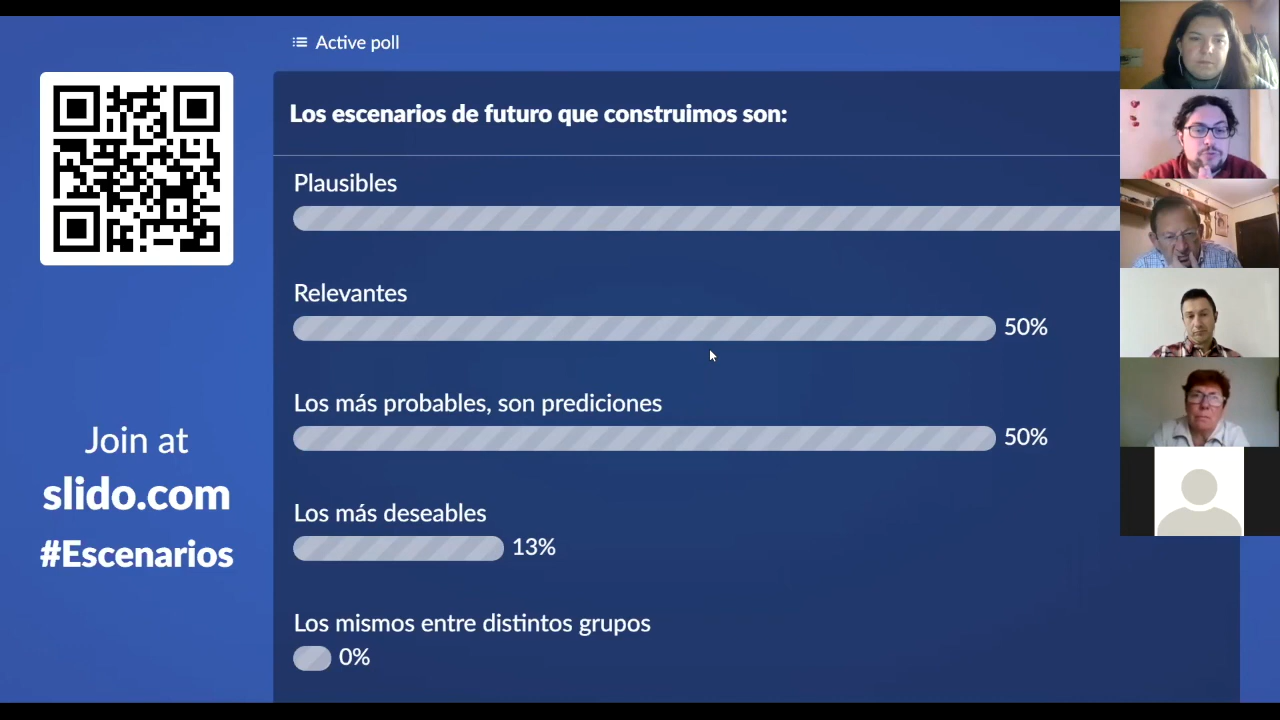 Active poll
Los escenarios de futuro que construimos son:
Plausibles
Relevantes
50%
Los más probables, son prediciones
50%
Los más deseables
13%
Los mismos entre distintos grupos
0%
Join at
slido.com
#Escenarios